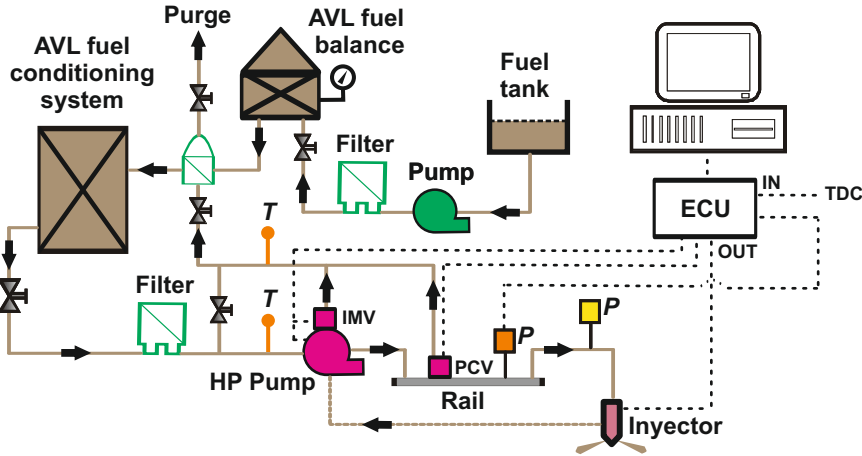 Purge
AVL fuel
conditioning
system
AVL fuel
balance
Fuel
tank
Filter
Pump
IN
TDC
ECU
OUT
T
Filter
T
IMV
P
P
HP Pump
PCV
Rail
Inyector